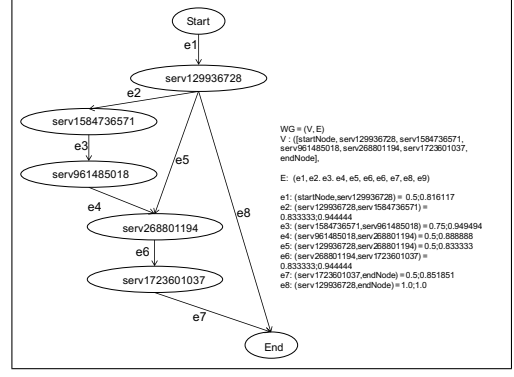 Start
e1
serv129936728
e2
serv1584736571
e3
e5
serv961485018
e4
e8
serv268801194
e6
serv1723601037
e7
End
WG = (V, E)
V : ([startNode, serv129936728, serv1584736571,
serv961485018, serv268801194, serv1723601037,
endNode],
E: (e1, e2. e3. e4, e5, e6, e6, e7, e8, e9)
e1: (startNode,serv129936728) = 0.5;0.816117
e2: (serv129936728,serv1584736571) =
0.833333;0.944444
e3: (serv1584736571,serv961485018) = 0.75;0.949494
e4: (serv961485018,serv268801194) = 0.5;0.888888
e5: (serv129936728,serv268801194) = 0.5;0.833333
e6: (serv268801194,serv1723601037) =
0.833333;0.944444
e7: (serv1723601037,endNode) = 0.5;0.851851
e8: (serv129936728,endNode) = 1.0;1.0